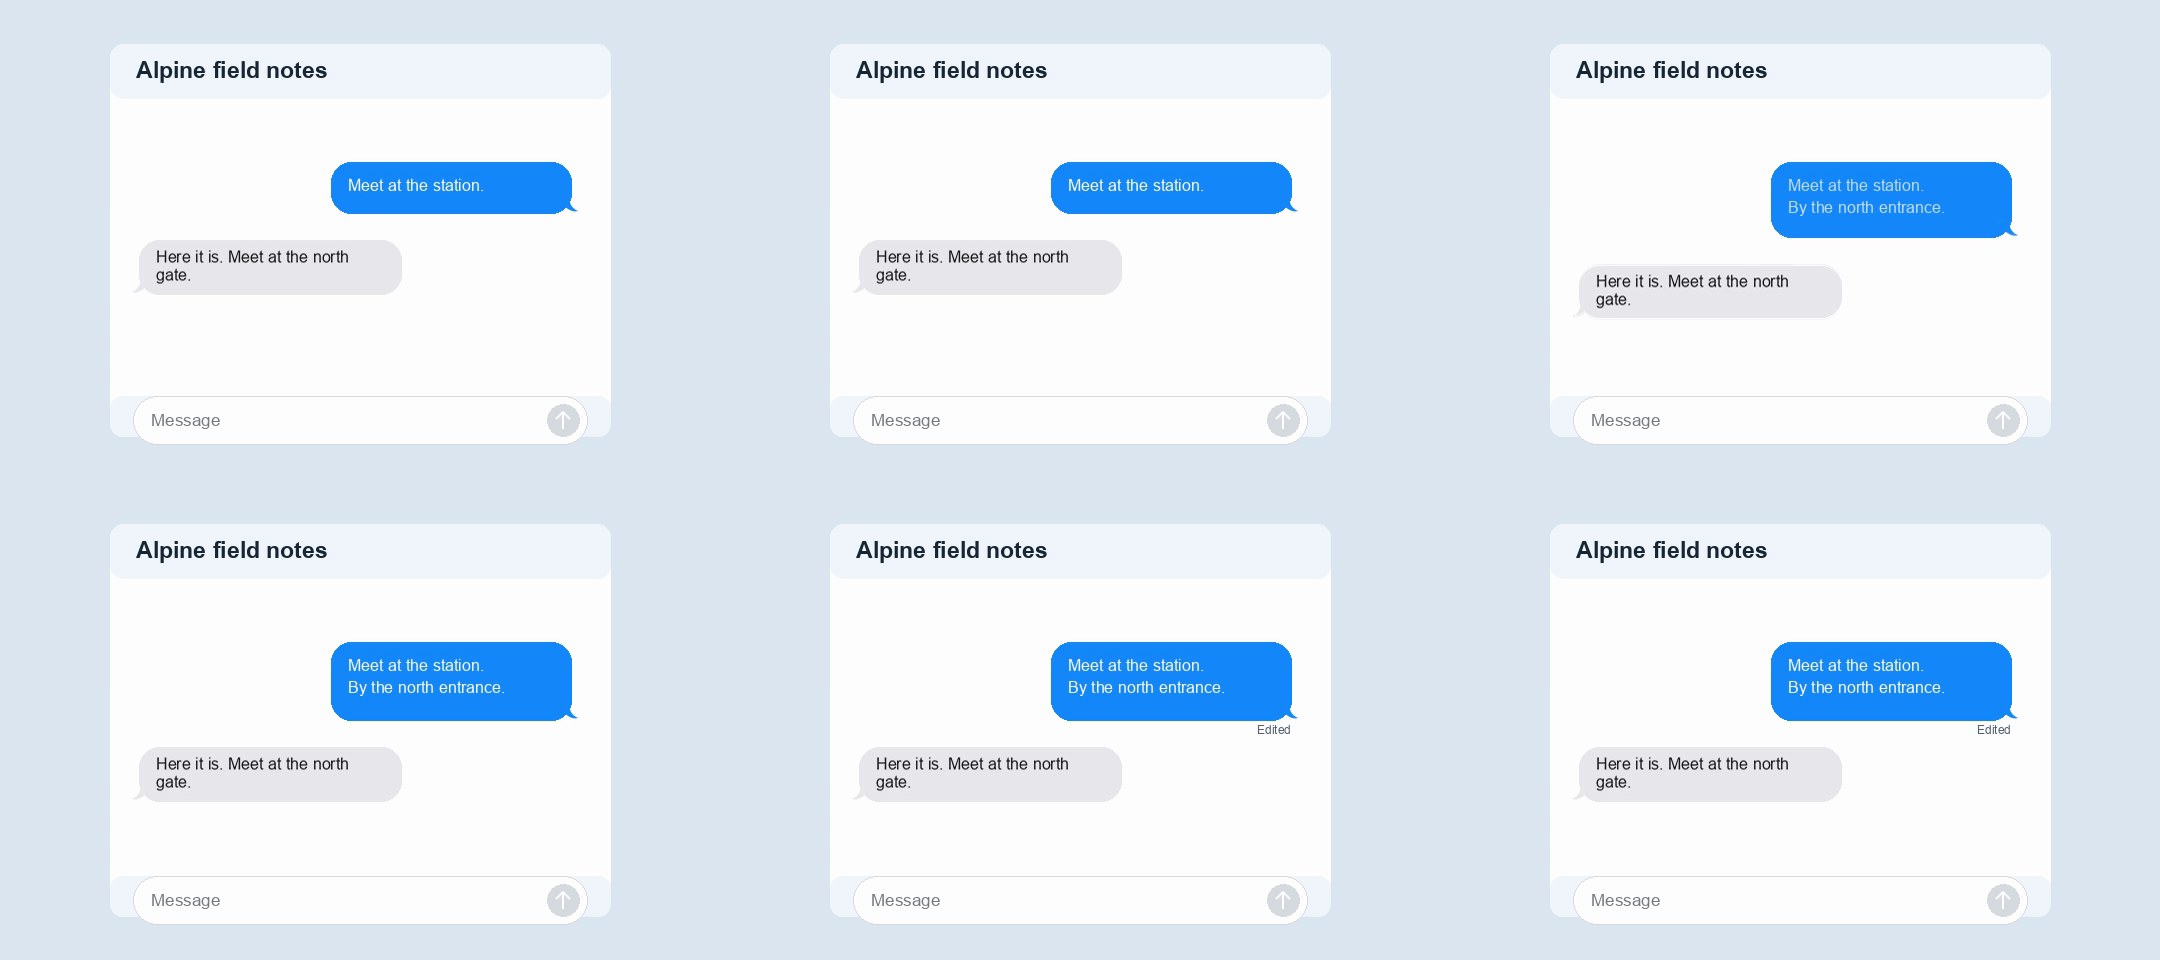 Alpine field notes
Meet at the station.
Here it is. Meet at the north
gate.
Message
Alpine field notes
Meet at the station.
Here it is. Meet at the north
gate.
Message
Alpine field notes
Meet at the station.
By the north entrance.
Here it is. Meet at the north
gate.
Message
Alpine field notes
Meet at the station.
By the north entrance.
Here it is. Meet at the north
gate.
Message
Alpine field notes
Meet at the station.
By the north entrance.
Edited
Here it is. Meet at the north
gate.
Message
Alpine field notes
Meet at the station.
By the north entrance.
Edited
Here it is. Meet at the north
gate.
Message